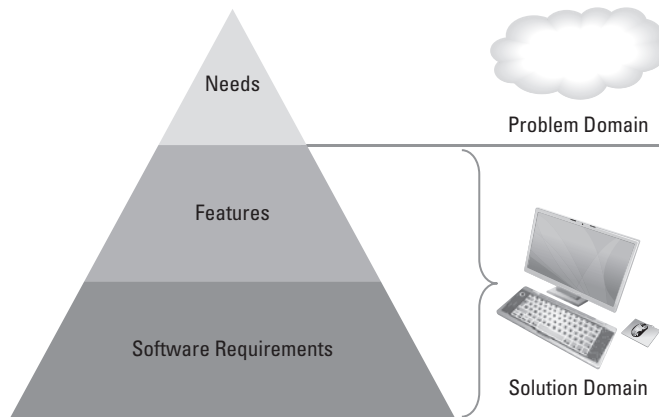 Needs
Problem Domain
Features
Software Requirements
Solution Domain